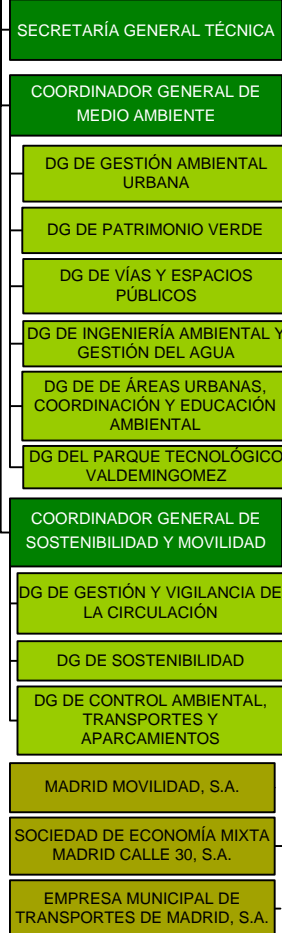 SECRETARÍA GENERAL TÉCNICA
COORDINADOR GENERAL DE
MEDIO AMBIENTE
DG DE GESTIÓN AMBIENTAL
URBANA
DG DE PATRIMONIO VERDE
DG DE VÍAS Y ESPACIOS
PÚBLICOS
DG DE INGENIERÍA AMBIENTAL Y
GESTIÓN DEL AGUA
DG DE DE ÁREAS URBANAS,
COORDINACIÓN Y EDUCACIÓN
AMBIENTAL
DG DEL PARQUE TECNOLÓGICO
VALDEMINGOMEZ
COORDINADOR GENERAL DE
SOSTENIBILIDAD Y MOVILIDAD
DG DE GESTIÓN Y VIGILANCIA DE
LA CIRCULACIÓN
DG DE SOSTENIBILIDAD
DG DE CONTROL AMBIENTAL,
TRANSPORTES Y
APARCAMIENTOS
MADRID MOVILIDAD, S.A.
SOCIEDAD DE ECONOMÍA MIXTA
MADRID CALLE 30, S.A.
EMPRESA MUNICIPAL DE
TRANSPORTES DE MADRID, S.A.